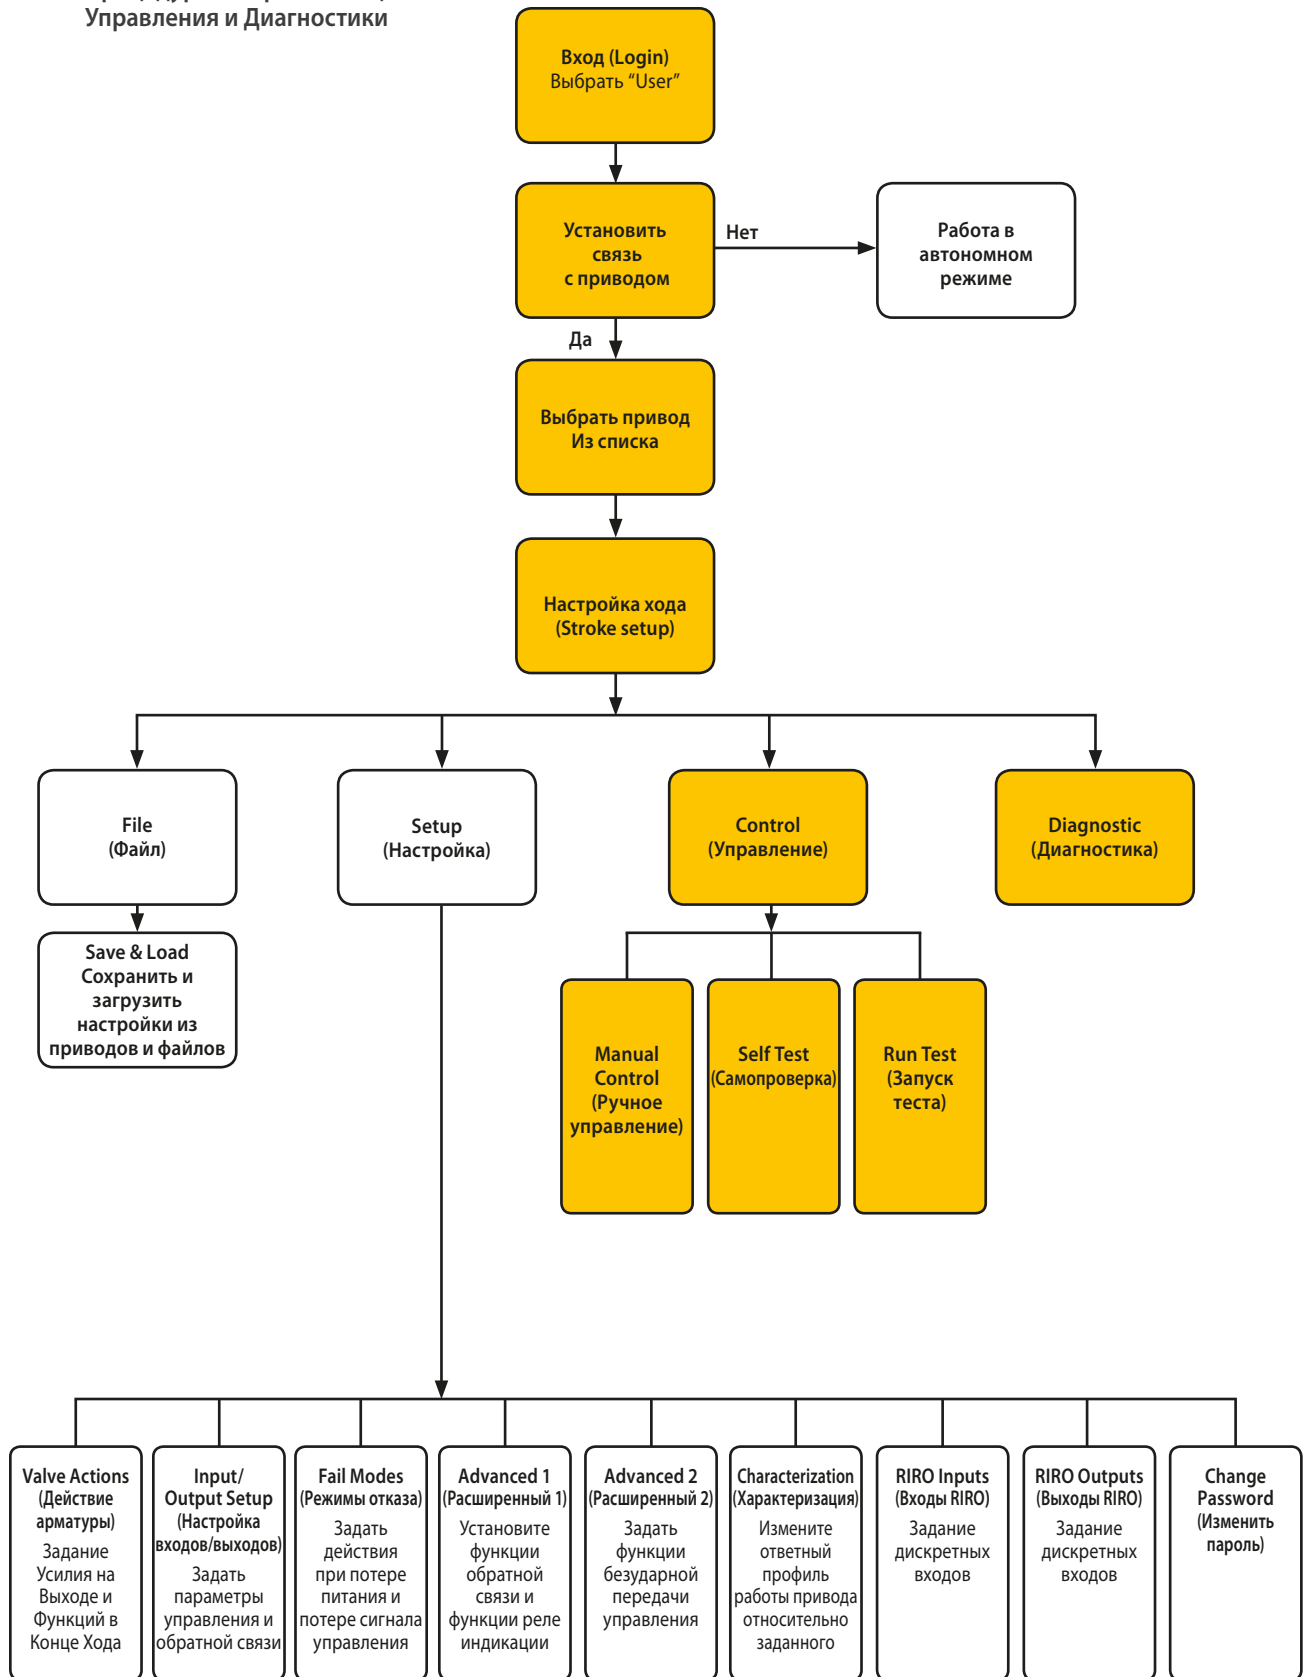 Управления и Диагностики
Вход (Login)
Выбрать “User”
Установить
связь
с приводом
Нет
Работа в
автономном
режиме
Да
Выбрать привод
Из списка
Настройка хода
(Stroke setup)
File
(Файл)
Setup
(Настройка)
Control
(Управление)
Diagnostic
(Диагностика)
Save & Load
Сохранить и
загрузить
настройки из
приводов и файлов
Manual
Control
(Ручное
управление)
Self Test
(Самопроверка)
Run Test
(Запуск
теста)
Valve Actions
(Действие
арматуры)
Задание
Усилия на
Выходе и
Функций в
Конце Хода
Input/
Output Setup
(Настройка
входов/выходов)
Задать
параметры
управления и
обратной связи
Fail Modes
(Режимы отказа)
Задать
действия
при потере
питания и
потере сигнала
управления
Advanced 1
(Расширенный 1)
Установите
функции
обратной
связи и
функции реле
индикации
Advanced 2
(Расширенный 2)
Задать
функции
безударной
передачи
управления
Characterization
(Характеризация)
Измените
ответный
профиль
работы привода
относительно
заданного
RIRO Inputs
(Входы RIRO)
Задание
дискретных
входов
RIRO Outputs
(Выходы RIRO)
Задание
дискретных
входов
Change
Password
(Изменить
пароль)